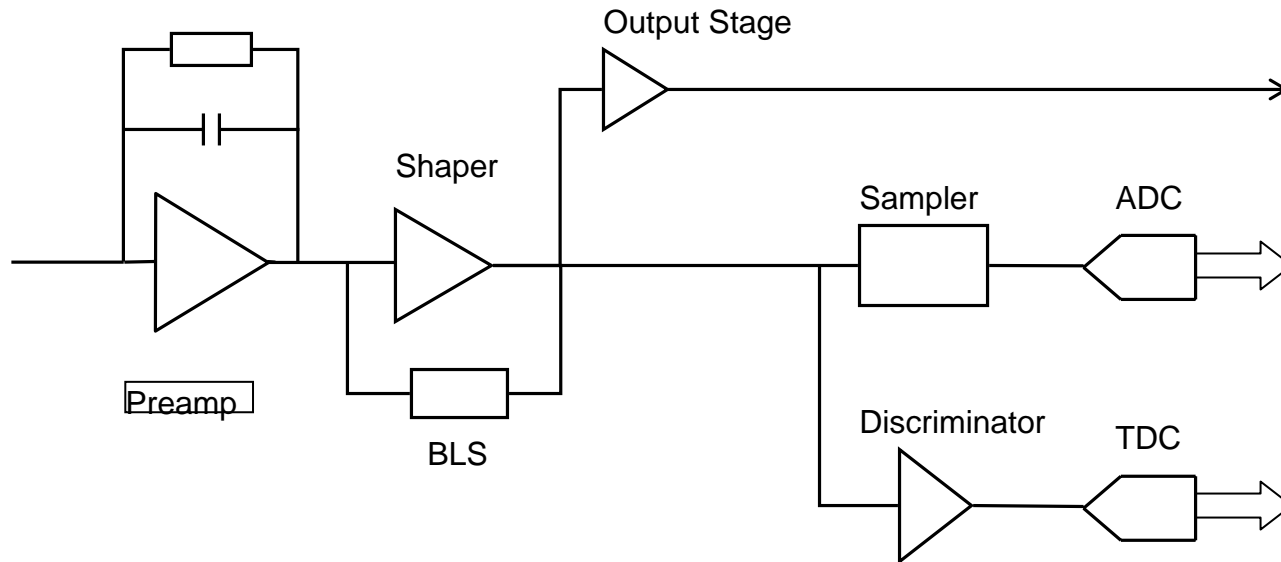 Output Stage
Shaper
Sampler
ADC
Preamp
BLS
Discriminator
TDC